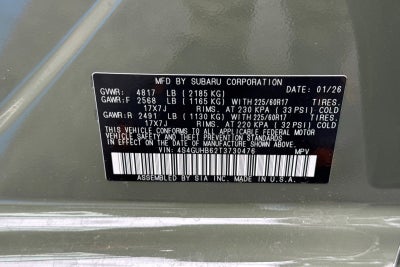 MFD BY SUBARU CORPORATION
GVWR: 4817 LB [2185 KG] DATE: 01/26
GAWR:F 2568 LB [1165 KG] WITH 225/60R17 TIRES.
17X7J RIMS. AT 230 KPA [33 PSI] COLD
GAWR:R 2491 LB [1130 KG] WITH 225/60R17 TIRES.
17X7J RIMS. AT 220 KPA [32 PSI] COLD
THIS VEHICLE CONFORMS TO ALL APPLICABLE FEDERAL MOTOR
VEHICLE SAFETY AND THEFT PREVENTION STANDARDS IN
EFFECT ON THE DATE OF MANUFACTURE SHOWN ABOVE.
VIN: 4S4GUHB62T3730476 MPV
ASSEMBLED BY SIA INC. MADE IN U.S.A.